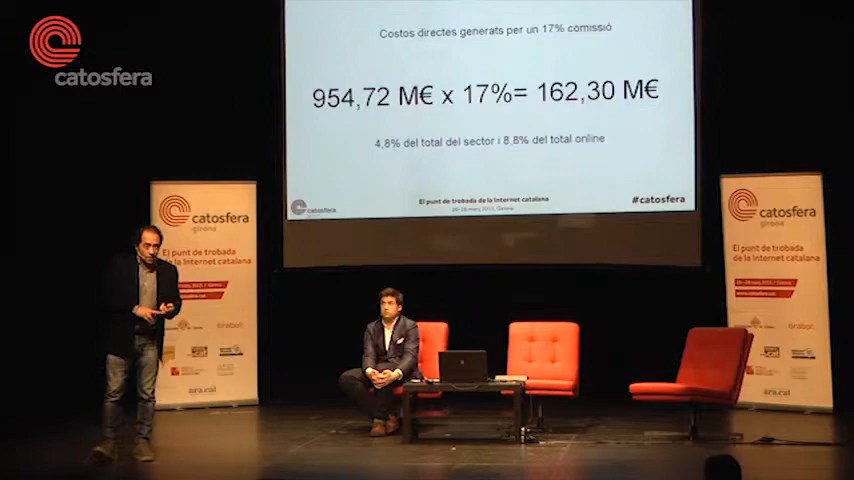 catosfera
Costos directes generats per un 17% comissió
954,72 M€ x 17%= 162,30 M€
4,8% del total del sector i 8,8% del total online
catosfera
El punt de trobada de la Internet catalana
#catosfera
catosfera
girona
El punt de trobada
de la Internet catalana
catosfera
girona
El punt de trobada
de la Internet catalana